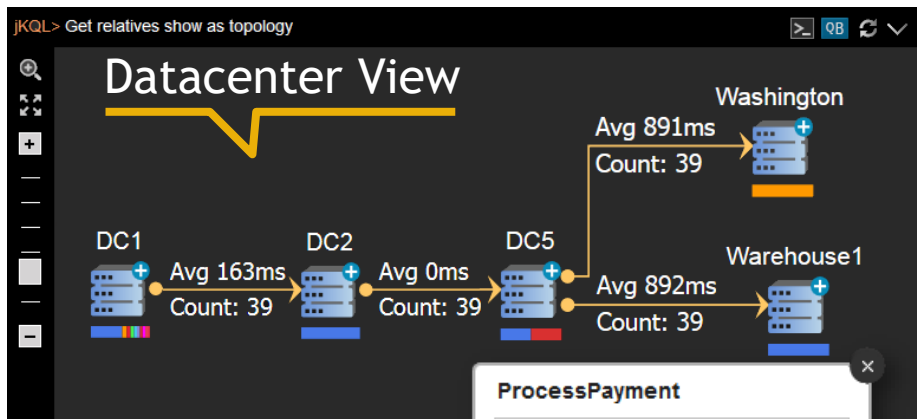 jKQL> Get relatives show as topology
>_ QB
Datacenter View
Washington
Avg 891ms
Count: 39
DC1
DC2
DC5
Warehouse1
Avg 163ms
Count: 39
Avg 0ms
Count: 39
Avg 892ms
Count: 39
ProcessPayment